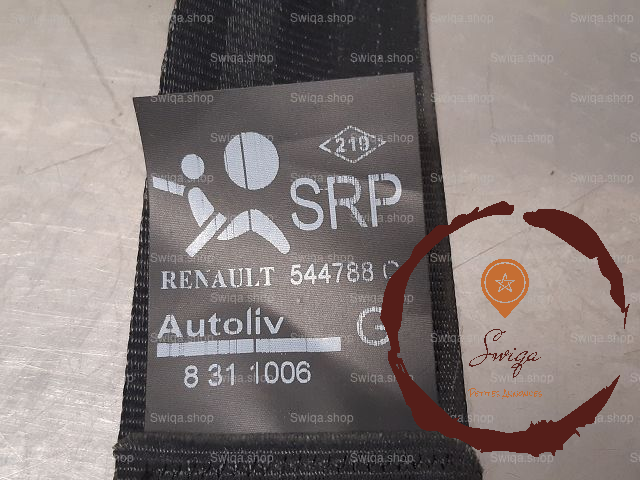 219
SRP
RENAULT 544788 C
Autoliv G
8 31 1006
Swiqa
Swiqa.shop